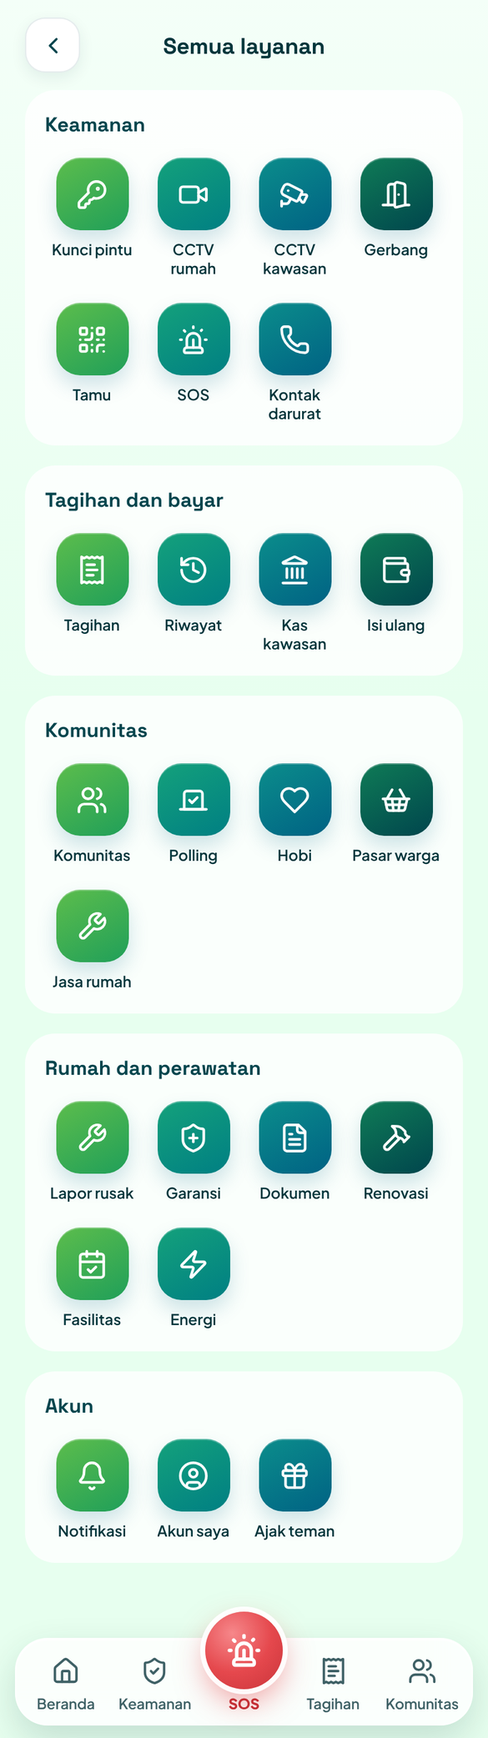 Semua layanan
Keamanan
Kunci pintu
CCTV
rumah
CCTV
kawasan
Gerbang
Tamu
SOS
Kontak
darurat
Tagihan dan bayar
Tagihan
Riwayat
Kas
kawasan
Isi ulang
Komunitas
Komunitas
Polling
Hobi
Pasar warga
Jasa rumah
Rumah dan perawatan
Lapor rusak
Garansi
Dokumen
Renovasi
Fasilitas
Energi
Akun
Notifikasi
Akun saya
Ajak teman
Beranda
Keamanan
SOS
Tagihan
Komunitas